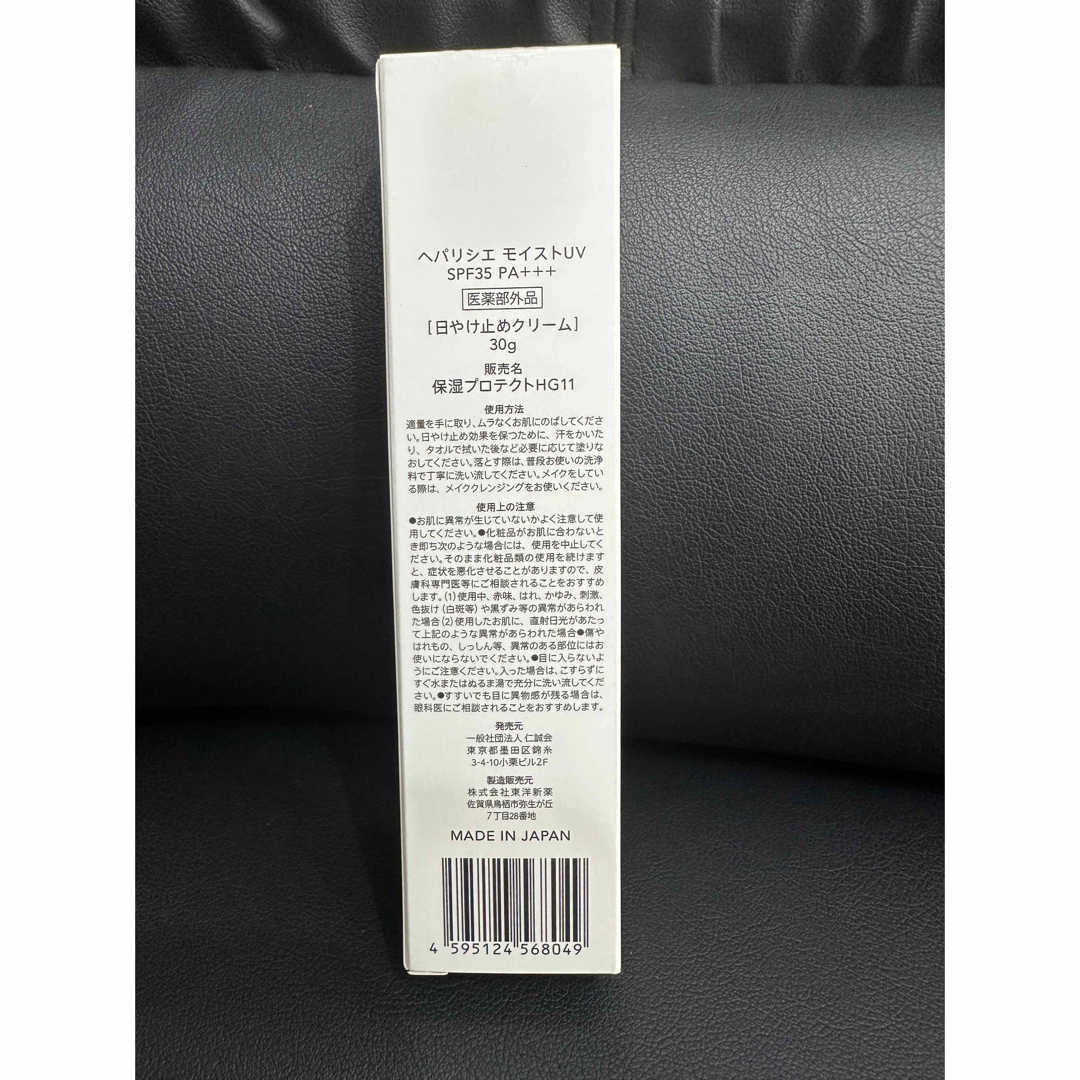 ヘパリシエ モイストUV
SPF35 PA+++
医薬部外品
[日やけ止めクリーム]
30g
販売名
保湿プロテクトHG11
使用方法
適量を手に取り、ムラなくお肌にのばしてくださ
い。日やけ止め効果を保つために、汗をかいた
り、タオルで拭いた後など必要に応じて塗りな
おしてください。落とす際は、普段お使いの洗浄
料で丁寧に洗い流してください。メイクをしてい
る際は、メイククレンジングをお使いください。
使用上の注意
●お肌に異常が生じていないかよく注意して使
用してください。●化粧品がお肌に合わないと
き即ち次のような場合には、使用を中止してく
ださい。そのまま化粧品類の使用を続けます
と、症状を悪化させることがありますので、皮
膚科専門医等にご相談されることをおすすめ
します。(1)使用中、赤味、はれ、かゆみ、刺激、
色抜け(白斑等)や黒ずみ等の異常があらわれ
た場合(2)使用したお肌に、直射日光があたっ
て上記のような異常があらわれた場合●傷や
はれもの、しっしん等、異常のある部位にはお
使いにならないでください。●目に入らないよ
うにご注意ください。入った場合は、こすらずに
すぐ水またはぬるま湯で充分に洗い流してくだ
さい。●すすいでも目に異物感が残る場合は、
眼科医にご相談されることをおすすめします。
発売元
一般社団法人 仁誠会
東京都墨田区錦糸
3-4-10小栗ビル2F
製造販売元
株式会社東洋新薬
佐賀県鳥栖市弥生が丘
7丁目28番地
MADE IN JAPAN
4 595124 568049